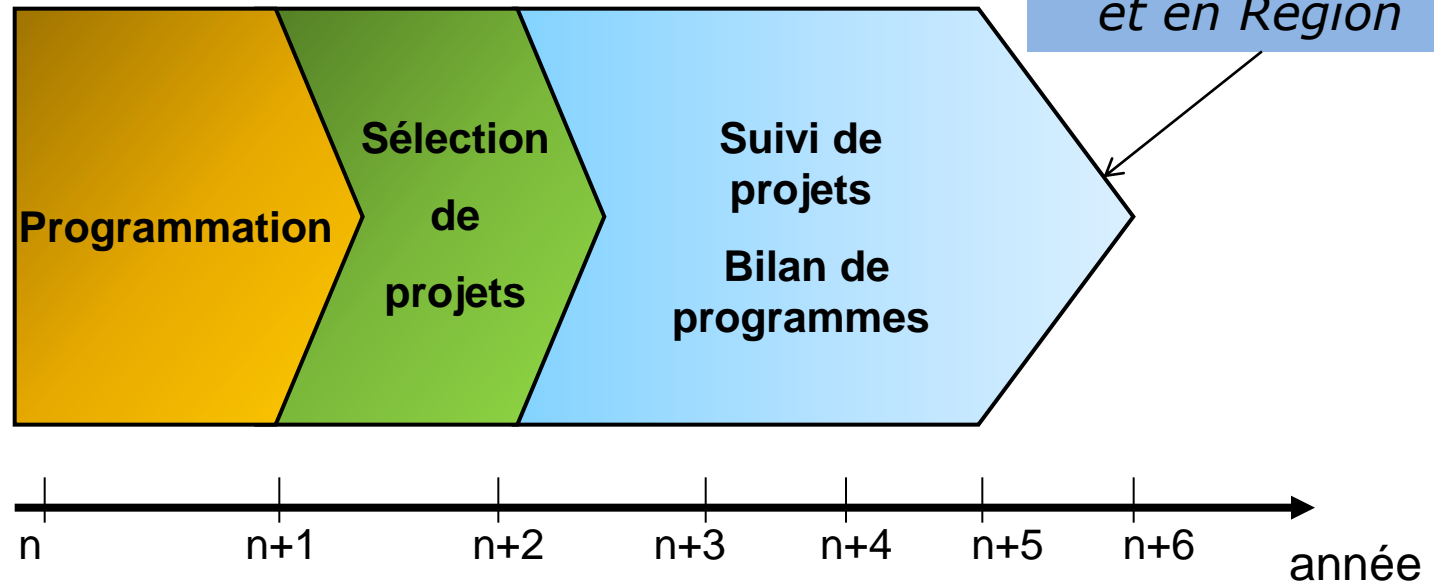 et en Région
Programmation
Sélection
de
projets
Suivi de
projets
Bilan de
programmes
n n+1 n+2 n+3 n+4 n+5 n+6
année